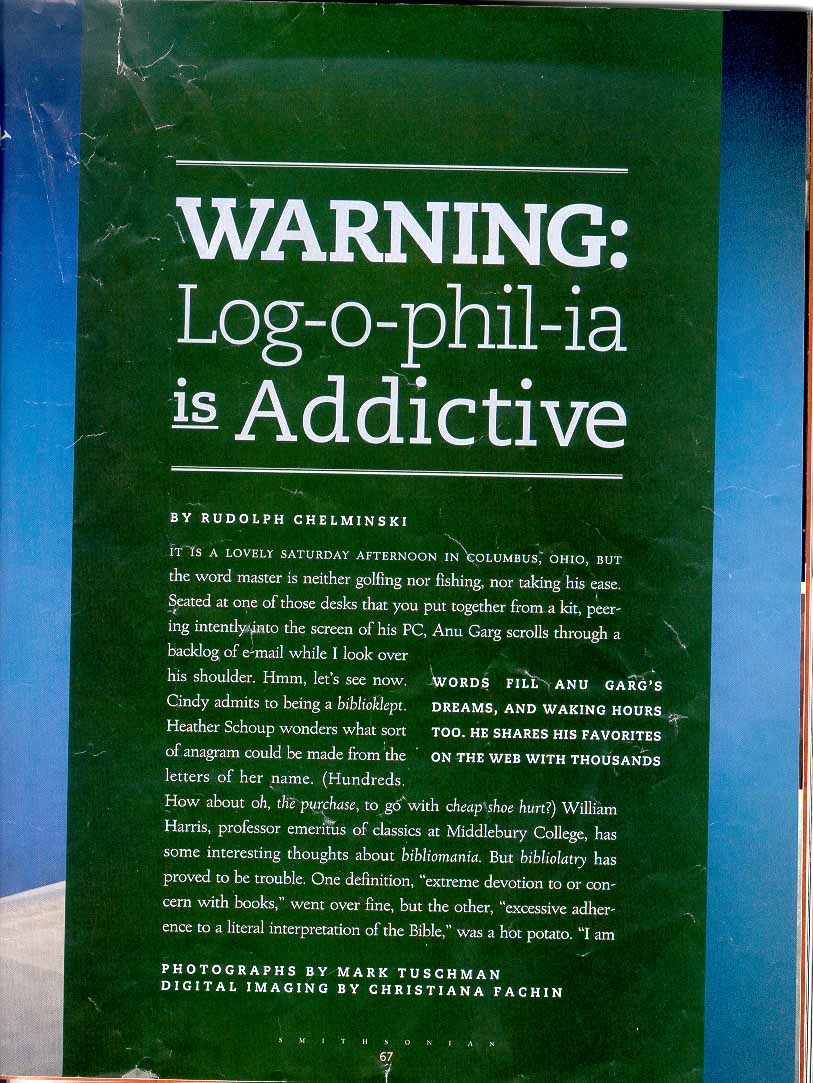 WARNING:
Log-o-phil-ia
is Addictive
BY RUDOLPH CHELMINSKI
IT IS A LOVELY SATURDAY AFTERNOON IN COLUMBUS, OHIO, BUT
the word master is neither golfing nor fishing, nor taking his ease.
Seated at one of those desks that you put together from a kit, peer-
ing intently into the screen of his PC, Anu Garg scrolls through a
backlog of e-mail while I look over
his shoulder. Hmm, let's see now.
Cindy admits to being a biblioklept.
Heather Schoup wonders what sort
of anagram could be made from the
letters of her name. (Hundreds.
How about oh, the purchase, to go with cheap shoe hurt?) William
Harris, professor emeritus of classics at Middlebury College, has
some interesting thoughts about bibliomania. But bibliolatry has
proved to be trouble. One definition, "extreme devotion to or con-
cern with books," went over fine, but the other, "excessive adher-
ence to a literal interpretation of the Bible," was a hot potato. "I am
WORDS FILL ANU GARG'S
DREAMS, AND WAKING HOURS
TOO. HE SHARES HIS FAVORITES
ON THE WEB WITH THOUSANDS
PHOTOGRAPHS BY MARK TUSCHMAN
DIGITAL IMAGING BY CHRISTIANA FACHIN
SMITHSONIAN
67